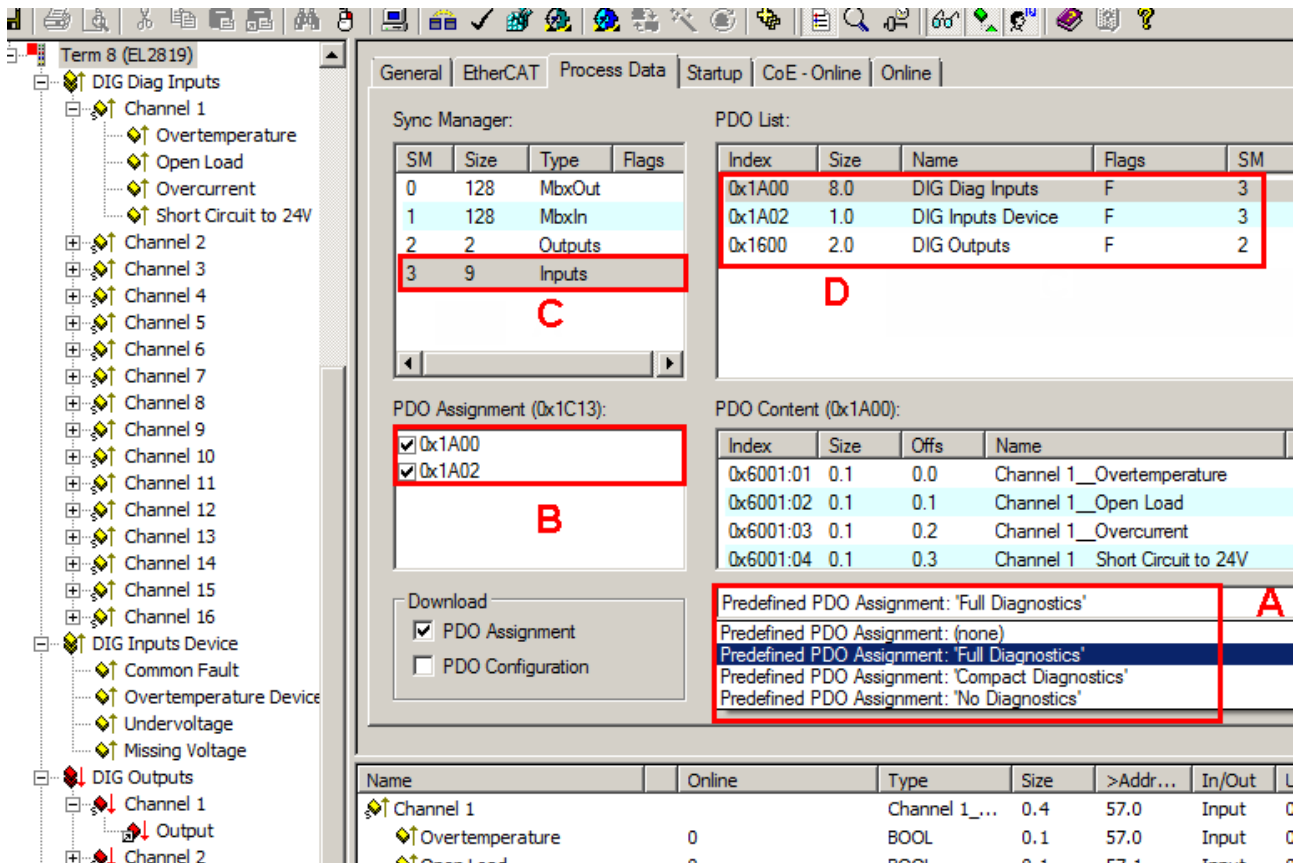 Term 8 (EL2819)
DIG Diag Inputs
Channel 1
Overtemperature
Open Load
Overcurrent
Short Circuit to 24V
Channel 2
Channel 3
Channel 4
Channel 5
Channel 6
Channel 7
Channel 8
Channel 9
Channel 10
Channel 11
Channel 12
Channel 13
Channel 14
Channel 15
Channel 16
DIG Inputs Device
Common Fault
Overtemperature Device
Undervoltage
Missing Voltage
DIG Outputs
Channel 1
Output
Channel 2
General EtherCAT Process Data Startup CoE - Online Online
Sync Manager:
SM Size Type Flags
0 128 MbxOut
1 128 MbxIn
2 2 Outputs
3 9 Inputs
C
PDO List:
Index Size Name Flags SM
0x1A00 8.0 DIG Diag Inputs F 3
0x1A02 1.0 DIG Inputs Device F 3
0x1600 2.0 DIG Outputs F 2
D
PDO Assignment (0x1C13):
0x1A00
0x1A02
B
PDO Content (0x1A00):
Index Size Offs Name
0x6001:01 0.1 0.0 Channel 1__Overtemperature
0x6001:02 0.1 0.1 Channel 1__Open Load
0x6001:03 0.1 0.2 Channel 1__Overcurrent
0x6001:04 0.1 0.3 Channel 1 Short Circuit to 24V
Download
PDO Assignment
PDO Configuration
Predefined PDO Assignment: 'Full Diagnostics'
A
Predefined PDO Assignment: (none)
Predefined PDO Assignment: 'Full Diagnostics'
Predefined PDO Assignment: 'Compact Diagnostics'
Predefined PDO Assignment: 'No Diagnostics'
Name Online Type Size >Addr... In/Out
Channel 1 Channel 1_... 0.4 57.0 Input
Overtemperature 0 BOOL 0.1 57.0 Input
Open Load 0 BOOL 0.1 57.1 Input